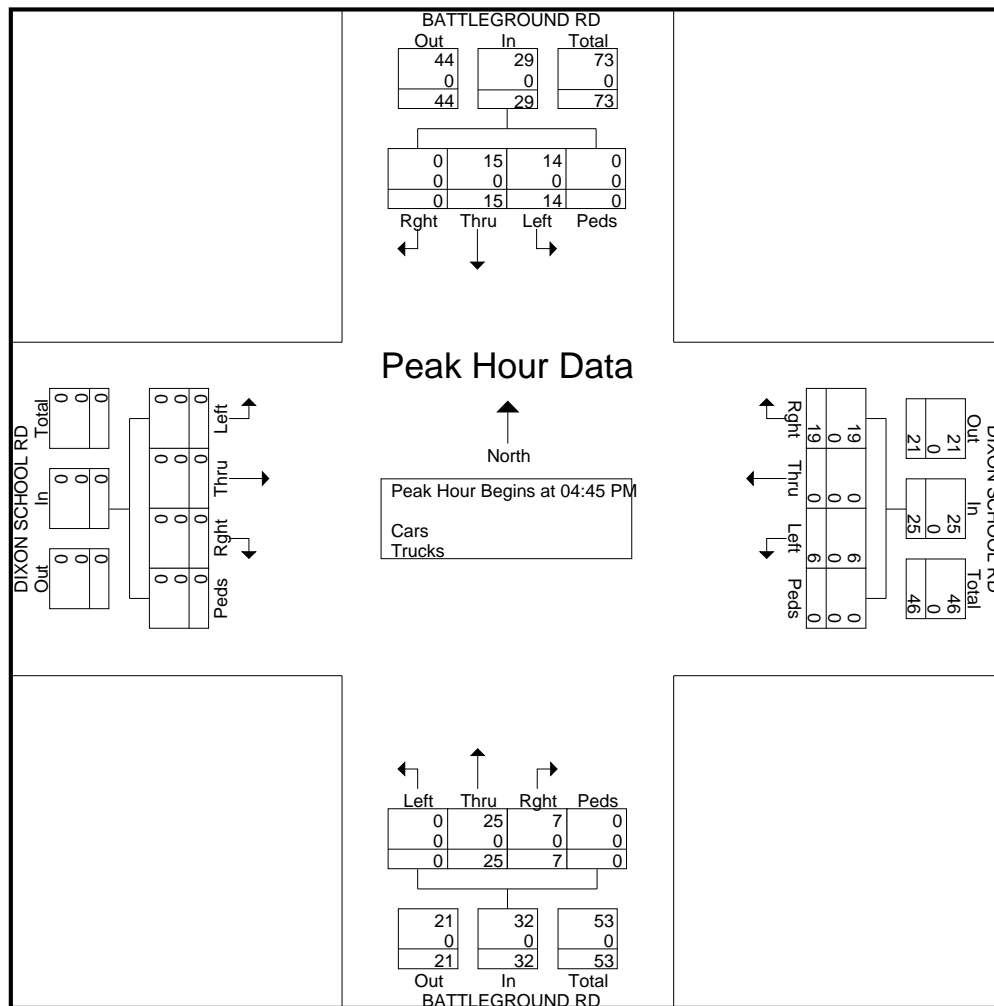 BATTLEGROUND RD
Out In Total
44 29 73
0 0 0
44 29 73
0 15 14 0
0 0 0 0
0 15 14 0
Rght Thru Left Peds
Peak Hour Data
North
Peak Hour Begins at 04:45 PM
Cars
Trucks
DIXON SCHOOL RD
Total In Out
0 0 0
0 0 0
0 0 0
Left Thru Rght Peds
0 0 0 0
0 0 0 0
0 0 0 0
DIXON SCHOOL RD
Out In Total
21 25 46
0 0 0
21 25 46
19 0 6 0
0 0 0 0
19 0 6 0
Rght Thru Left Peds
Left Thru Rght Peds
0 25 7 0
0 0 0 0
0 25 7 0
21 32 53
0 0 0
21 32 53
Out In Total
BATTLEGROUND RD